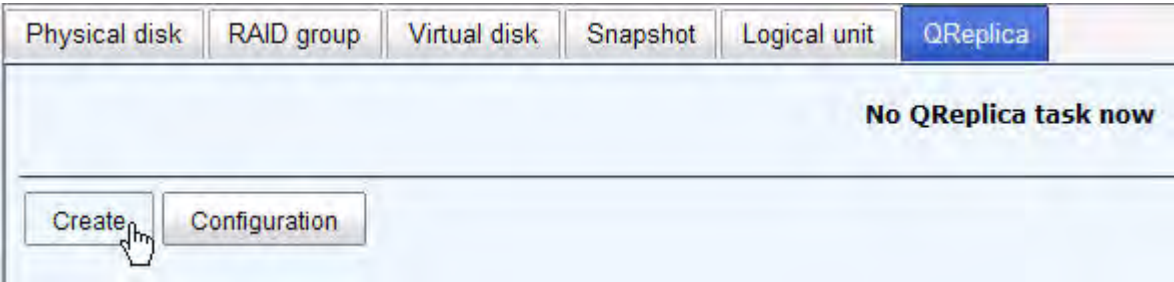 Physical disk RAID group Virtual disk Snapshot Logical unit QReplica
No QReplica task now
Create Configuration